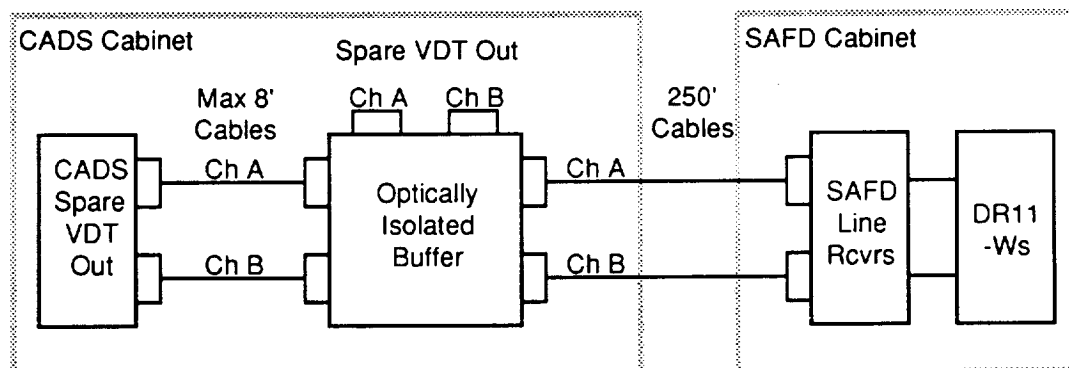 CADS Cabinet
Spare VDT Out
SAFD Cabinet
Max 8'
Cables
Ch A
Ch B
250'
Cables
CADS
Spare
VDT
Out
Ch A
Ch B
Optically
Isolated
Buffer
Ch A
Ch B
SAFD
Line
Rcvrs
DR11
-Ws